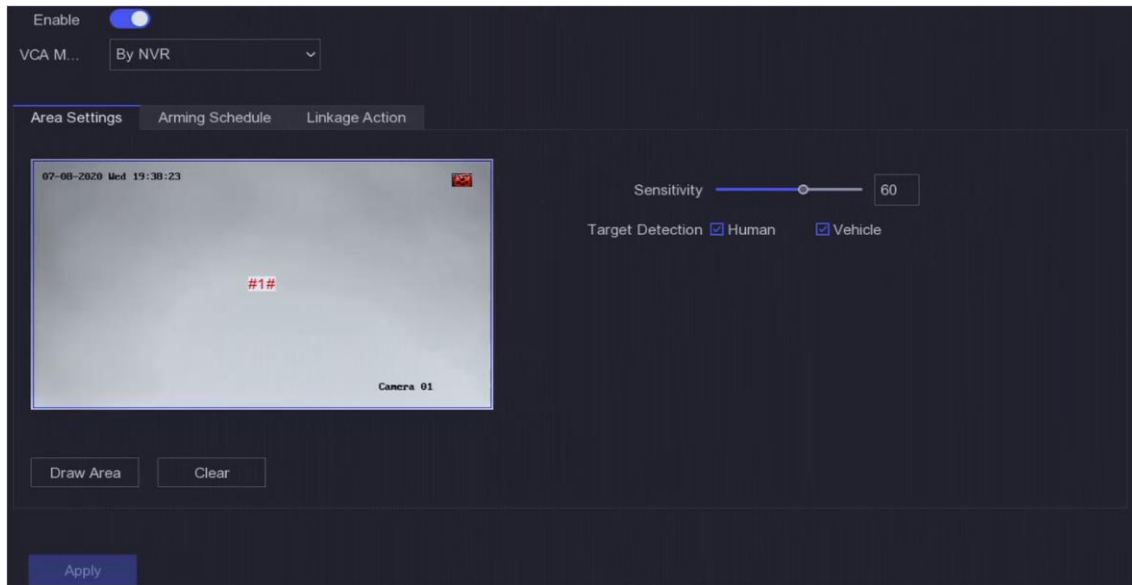 Enable
VCA M...
By NVR
Area Settings
Arming Schedule
Linkage Action
07-08-2020 Wed 19:38:23
#1#
Camera 01
Sensitivity
60
Target Detection
Human
Vehicle
Draw Area
Clear
Apply